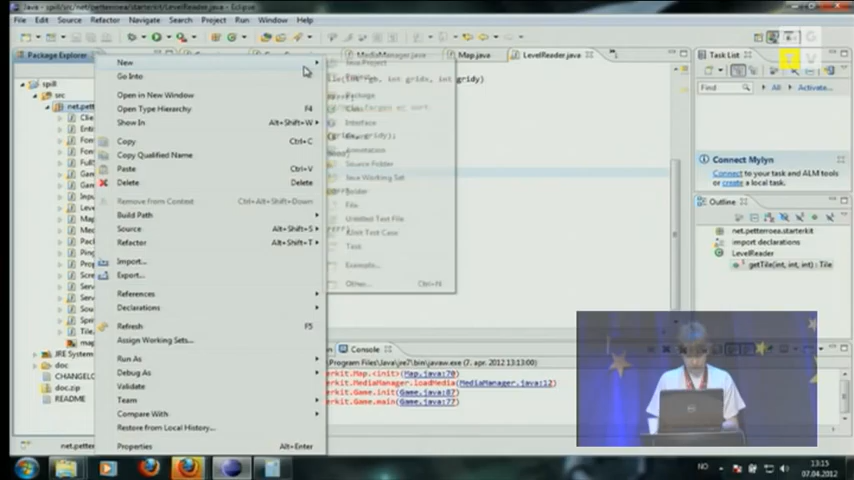 Java - spill/src/net/petterroea/starterkit/LevelReader.java - Eclipse
File Edit Source Refactor Navigate Search Project Run Window Help
Package Explorer
MediaManager.java
Map.java
LevelReader.java
Task List
Find
All
Activate...
Connect Mylyn
Connect to your task and ALM tools
or create a local task.
Outline
net.petterroea.starterkit
import declarations
LevelReader
getTile(int, int, int) : Tile
spill
src
net.pet
JRE System
doc
CHANGELO
doc.zip
README
New
Go Into
Open in New Window
Open Type Hierarchy F4
Show In Alt+Shift+W
Copy Ctrl+C
Copy Qualified Name
Paste Ctrl+V
Delete Delete
Remove from Context Ctrl+Alt+Shift+Down
Build Path
Source Alt+Shift+S
Refactor Alt+Shift+T
Import...
Export...
References
Declarations
Refresh F5
Assign Working Sets...
Run As
Debug As
Validate
Team
Compare With
Restore from Local History...
Properties Alt+Enter
Java Project
Package
Class
Interface
Annotation
Source Folder
Java Working Set
Folder
File
Untitled Text File
JUnit Test Case
Task
Example...
Other... Ctrl+N
int gridx, int gridy)
Console
Program Files (x86)\Java\jre7\bin\javaw.exe (7. apr. 2012 13:13:00)
erkit.Map.<init>(Map.java:70)
erkit.MediaManager.loadMedia(MediaManager.java:12)
erkit.Game.init(Game.java:87)
erkit.Game.main(Game.java:77)
NO
13:15
07.04.2012